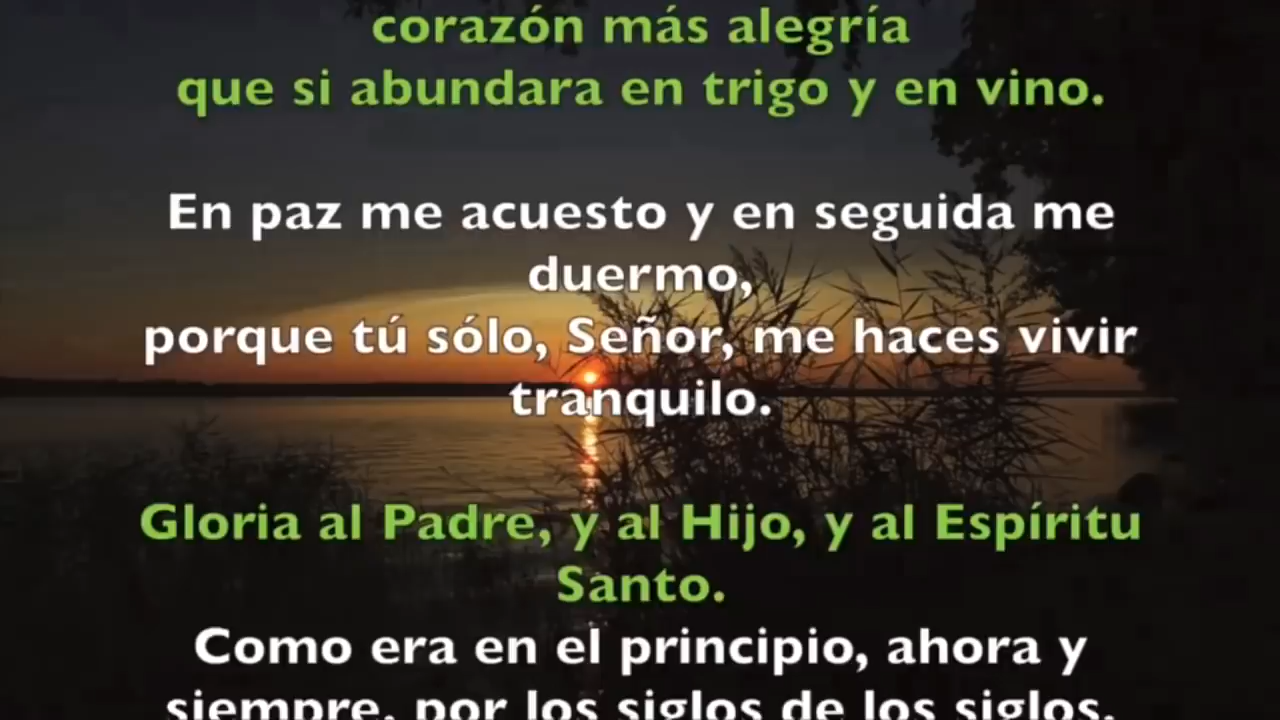 corazón más alegría
que si abundara en trigo y en vino.
En paz me acuesto y en seguida me
duermo,
porque tú sólo, Señor, me haces vivir
tranquilo.
Gloria al Padre, y al Hijo, y al Espíritu
Santo.
Como era en el principio, ahora y
siempre, por los siglos de los siglos.